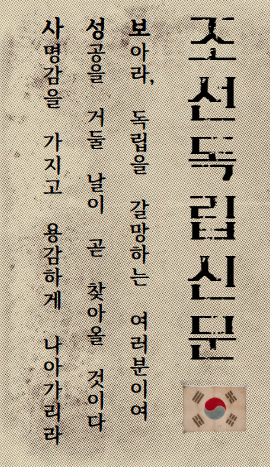 조선독립신문
보아라, 독립을 갈망하는 여러분이여
성공을 거둘 날이 곧 찾아올 것이다
사명감을 가지고 용감하게 나아가리라